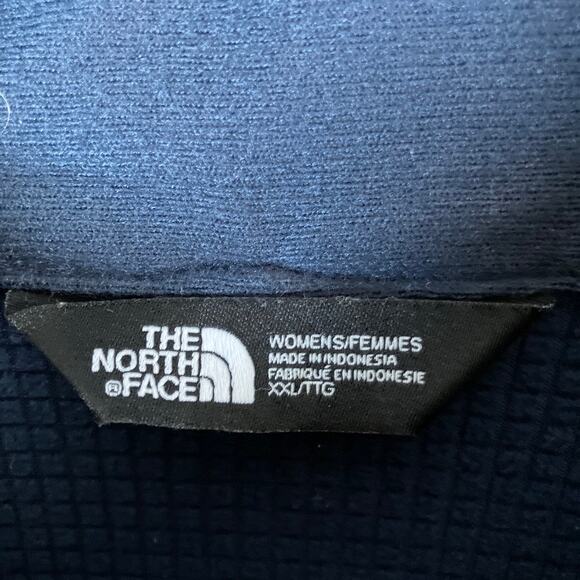 THE
NORTH
®FACE
WOMENS/FEMMES
MADE IN INDONESIA
FABRIQUÉ EN INDONESIE
XXL/TTG